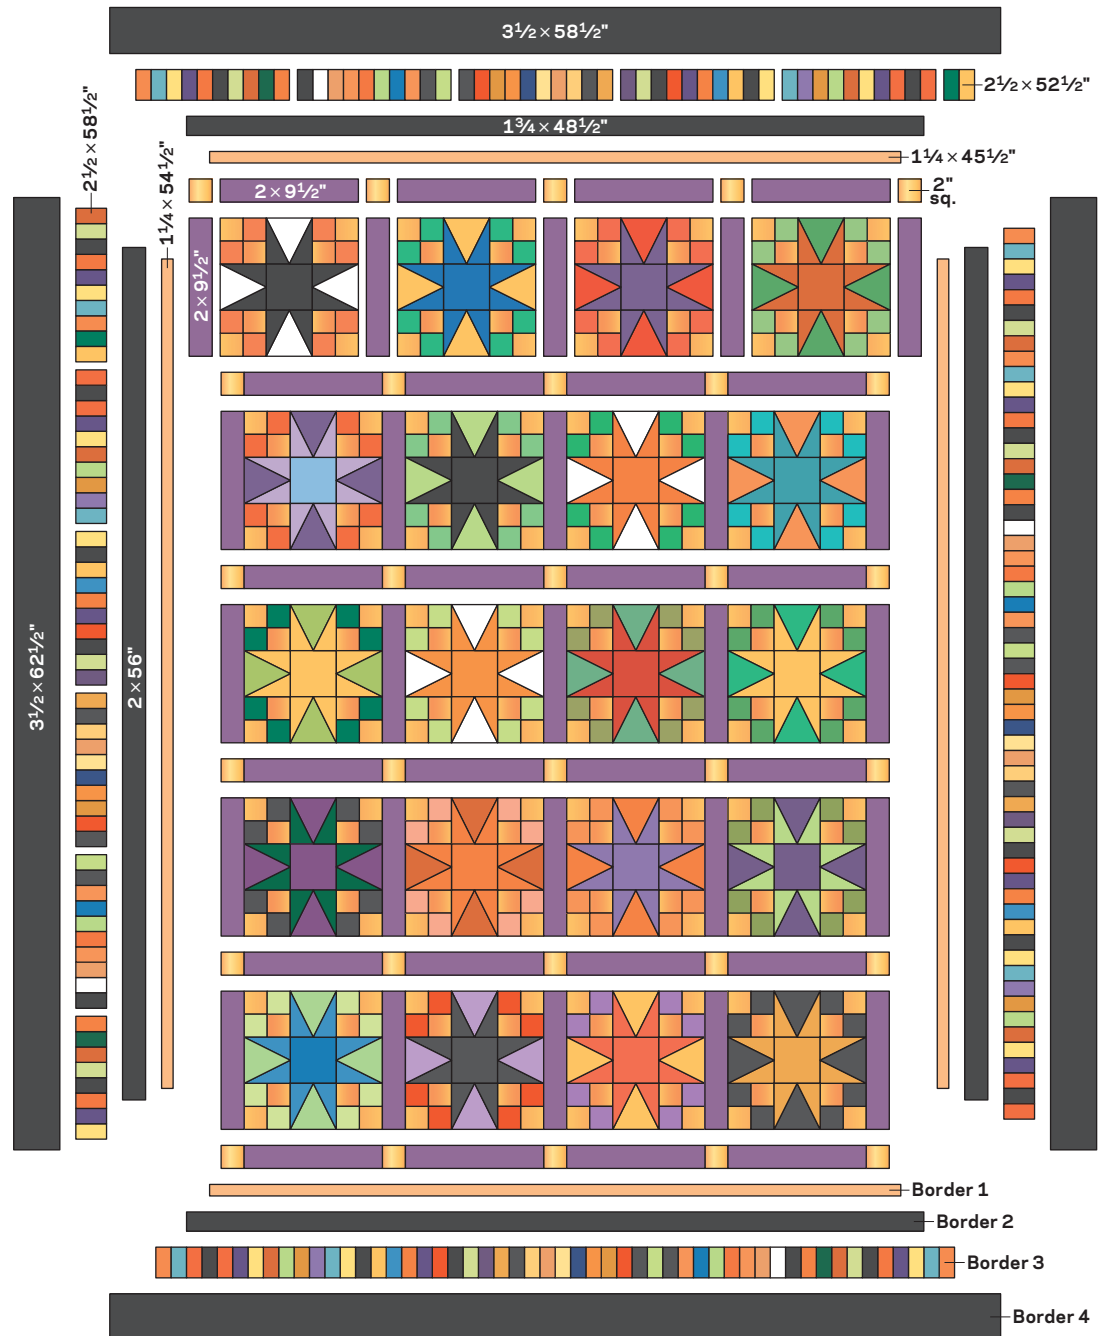 3½ × 58½"
2½ × 52½"
1¾ × 48½"
1¼ × 45½"
2"
sq.
2 × 9½"
2 × 9½"
2½ × 58½"
1¼ × 54½"
2 × 56"
3½ × 62½"
Border 1
Border 2
Border 3
Border 4